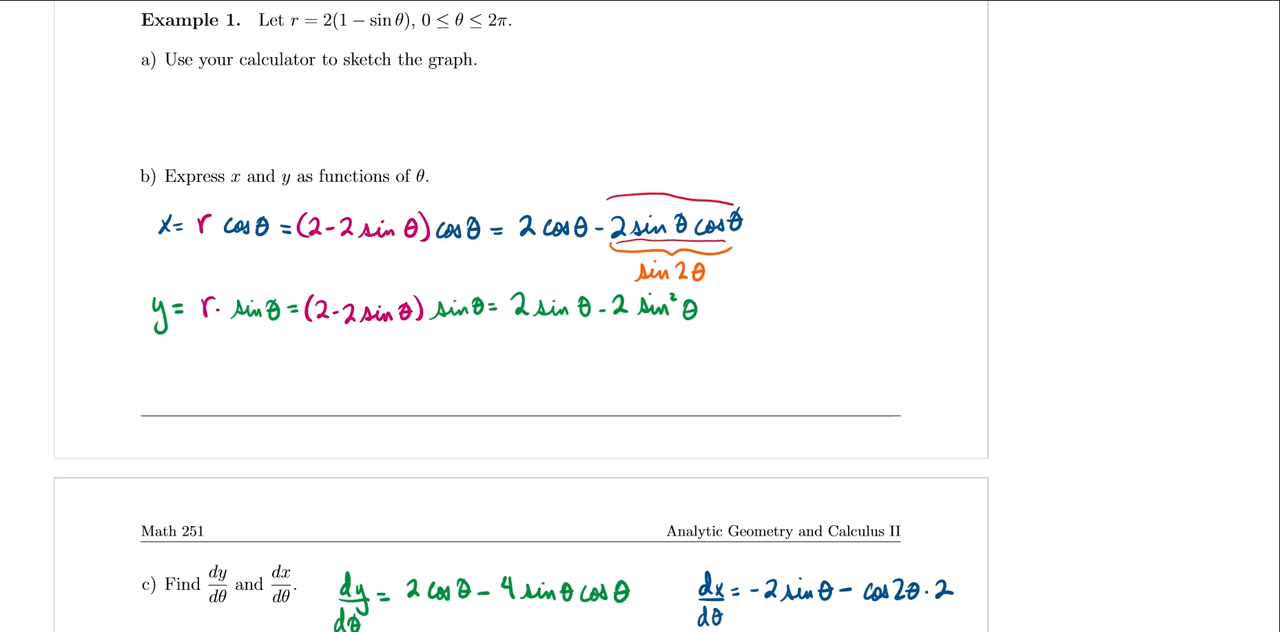 Example 1. Let r = 2(1 − sin θ), 0 ≤ θ ≤ 2π.
a) Use your calculator to sketch the graph.
b) Express x and y as functions of θ.
x = r cos θ = (2 - 2 sin θ) cos θ = 2 cos θ - 2 sin θ cos θ
sin 2θ
y = r · sin θ = (2 - 2 sin θ) sin θ = 2 sin θ - 2 sin² θ
Math 251 Analytic Geometry and Calculus II
c) Find dy/dθ and dx/dθ. dy/dθ = 2 cos θ - 4 sin θ cos θ dx/dθ = -2 sin θ - cos 2θ · 2